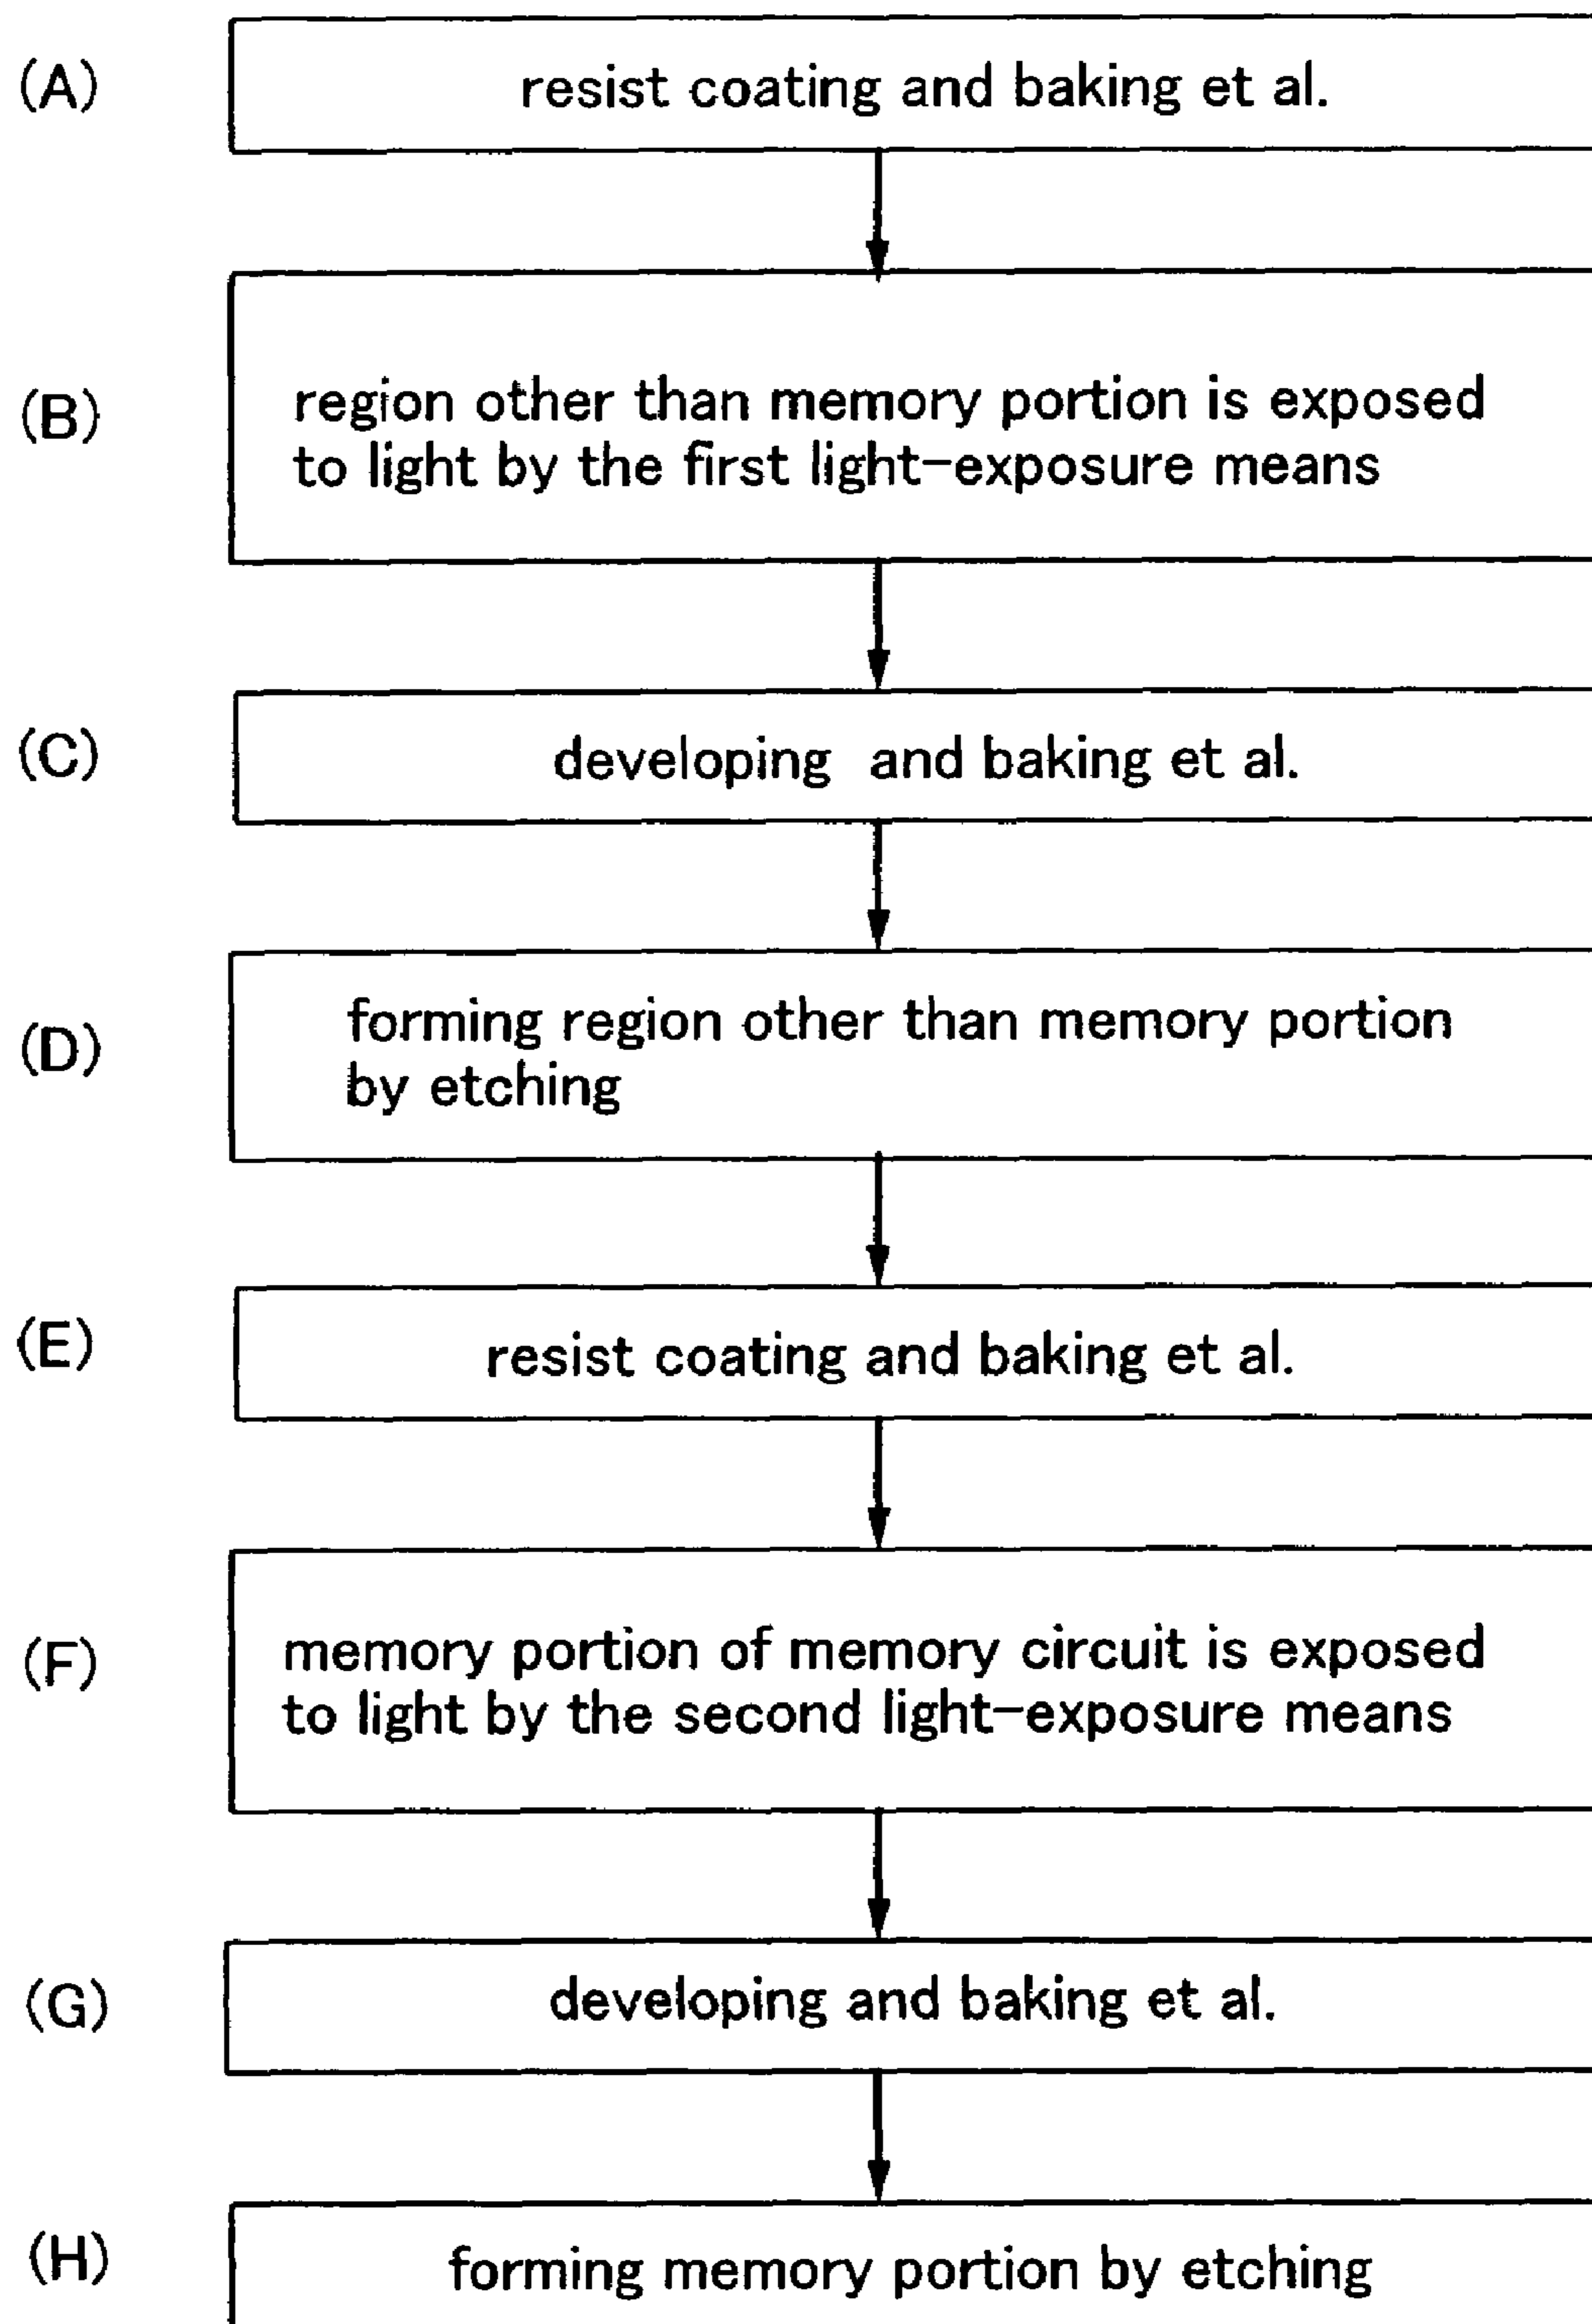 (A)
resist coating and baking et al.
(B)
region other than memory portion is exposed
to light by the first light-exposure means
(C)
developing and baking et al.
(D)
forming region other than memory portion
by etching
(E)
resist coating and baking et al.
(F)
memory portion of memory circuit is exposed
to light by the second light-exposure means
(G)
developing and baking et al.
(H)
forming memory portion by etching